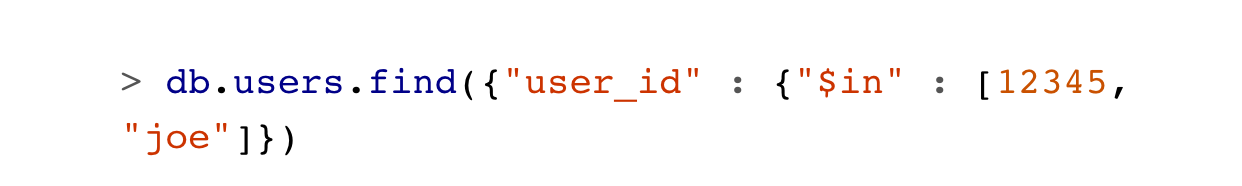 > db.users.find({"user_id" : {"$in" : [12345,
"joe"]})